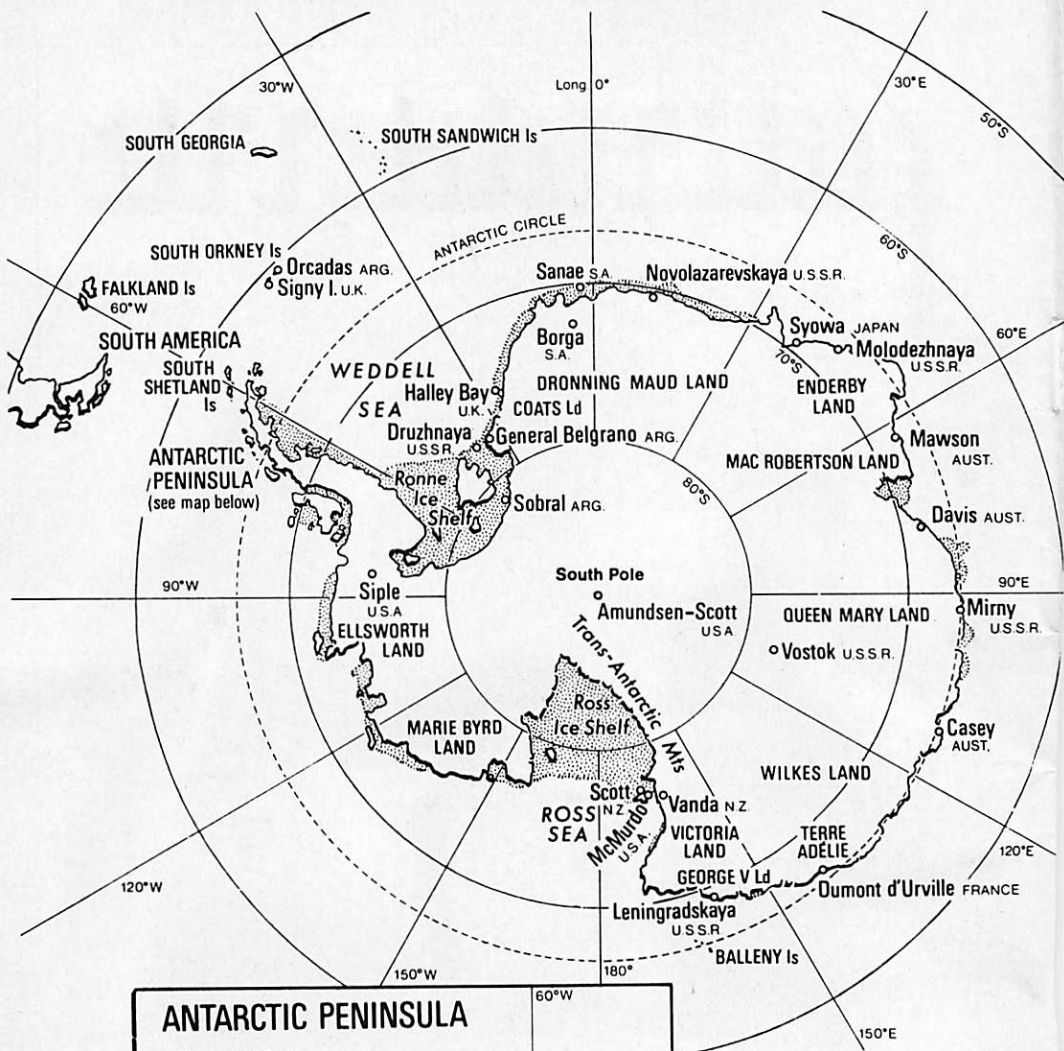 30°W
Long. 0°
30°E
50°S
SOUTH GEORGIA
SOUTH SANDWICH Is
ANTARCTIC CIRCLE
60°S
SOUTH ORKNEY Is
Orcadas ARG.
Signy I. U.K.
Sanae S.A.
Novolazarevskaya U.S.S.R.
FALKLAND Is
60°W
Borga
S.A.
Syowa JAPAN
70°S
Molodezhnaya
U.S.S.R.
60°E
SOUTH AMERICA
SOUTH
SHETLAND
Is
WEDDELL
SEA
Halley Bay
U.K.
DRONNING MAUD LAND
COATS Ld
ENDERBY
LAND
Druzhnaya
U.S.S.R.
General Belgrano ARG.
Mawson
AUST.
MAC ROBERTSON LAND
ANTARCTIC
PENINSULA
(see map below)
Ronne
Ice
Shelf
Sobral ARG.
80°S
Davis AUST.
90°W
Siple
U.S.A
South Pole
Amundsen-Scott
U.S.A.
90°E
QUEEN MARY LAND
Mirny
U.S.S.R.
Vostok U.S.S.R.
ELLSWORTH
LAND
Trans-Antarctic Mts
Ross
Ice Shelf
MARIE BYRD
LAND
Casey
AUST.
WILKES LAND
Scott
N.Z.
Vanda N.Z.
ROSS
SEA
McMurdo
U.S.A.
VICTORIA
LAND
TERRE
ADÉLIE
120°E
GEORGE V Ld
Dumont d'Urville FRANCE
120°W
Leningradskaya
U.S.S.R.
BALLENY Is
150°W
180°
150°E
60°W
ANTARCTIC PENINSULA